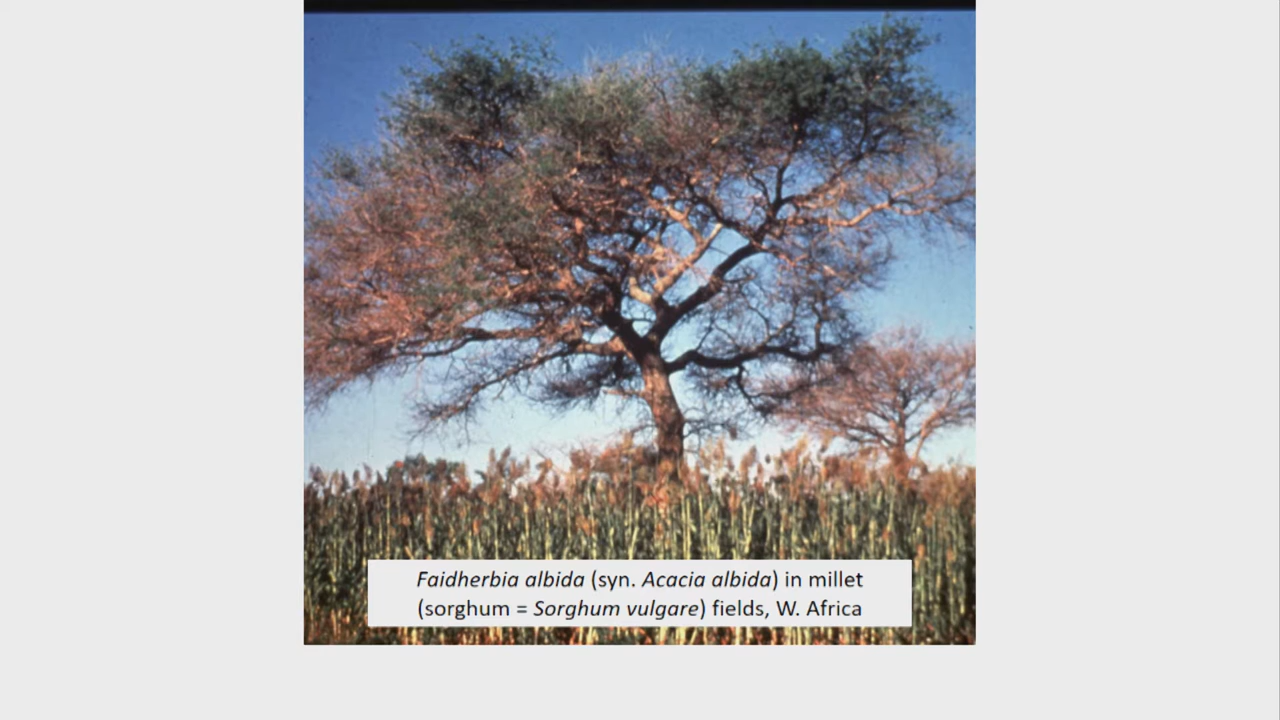 Faidherbia albida (syn. Acacia albida) in millet
(sorghum = Sorghum vulgare) fields, W. Africa